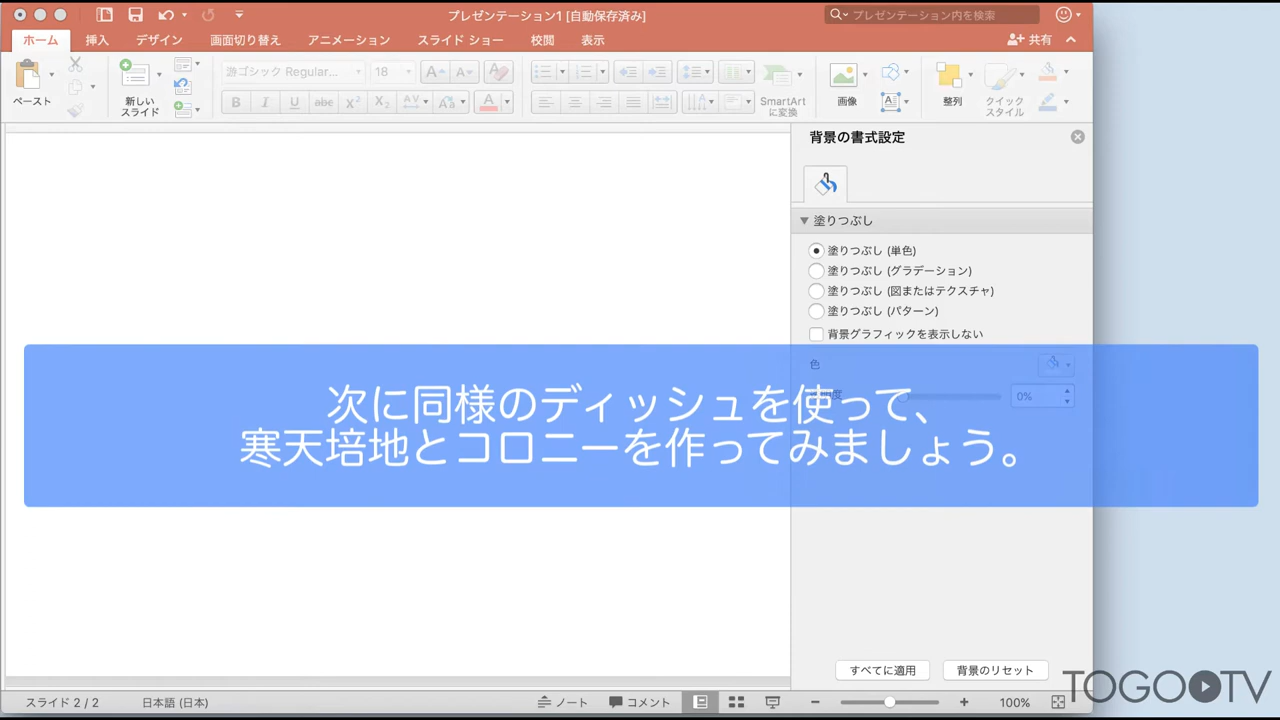 プレゼンテーション1 [自動保存済み]
プレゼンテーション内を検索
ホーム 挿入 デザイン 画面切り替え アニメーション スライド ショー 校閲 表示 共有
ペースト
新しい
スライド
游ゴシック Regular... 18
B I U abc X² X₂ AV Aa A
SmartArt
に変換
画像
整列
クイック
スタイル
背景の書式設定
塗りつぶし
塗りつぶし (単色)
塗りつぶし (グラデーション)
塗りつぶし (図またはテクスチャ)
塗りつぶし (パターン)
背景グラフィックを表示しない
色
0%
次に同様のディッシュを使って、
寒天培地とコロニーを作ってみましょう。
すべてに適用 背景のリセット
TOGO TV
スライド 2 / 2 日本語 (日本) ノート コメント 100%